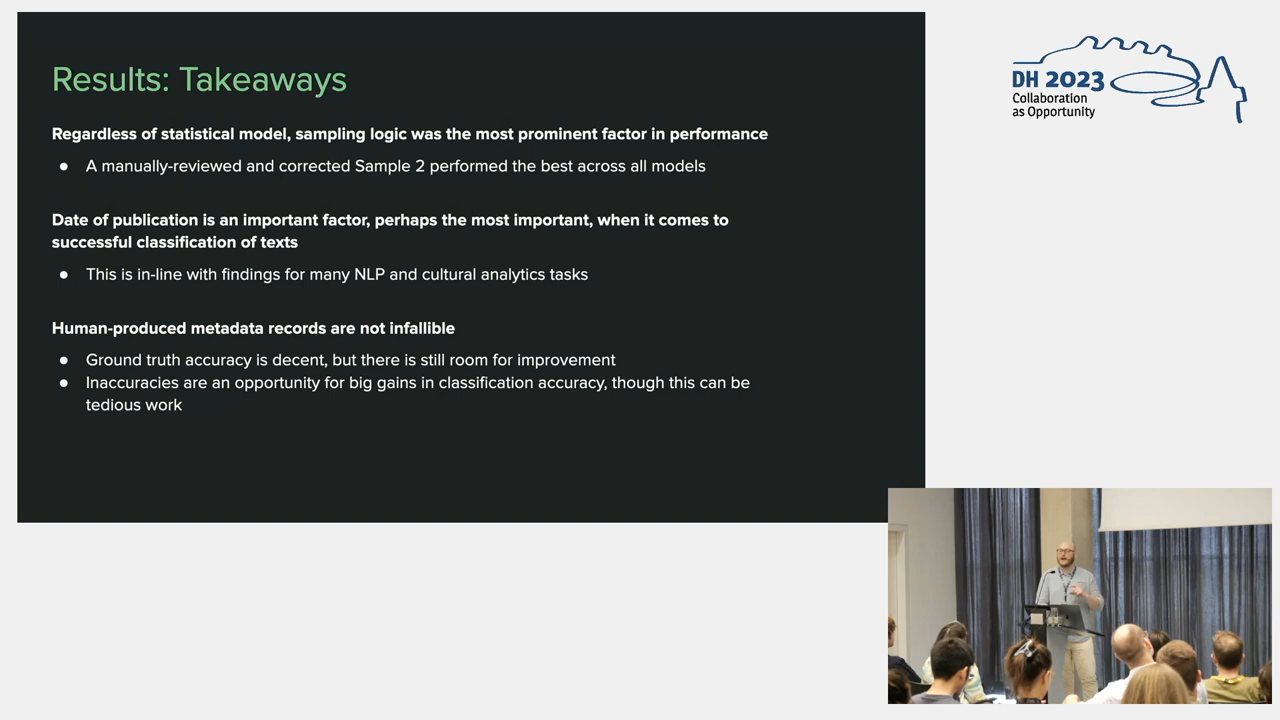 Results: Takeaways
Regardless of statistical model, sampling logic was the most prominent factor in performance
● A manually-reviewed and corrected Sample 2 performed the best across all models
Date of publication is an important factor, perhaps the most important, when it comes to
successful classification of texts
● This is in-line with findings for many NLP and cultural analytics tasks
Human-produced metadata records are not infallible
● Ground truth accuracy is decent, but there is still room for improvement
● Inaccuracies are an opportunity for big gains in classification accuracy, though this can be
tedious work
DH 2023
Collaboration
as Opportunity